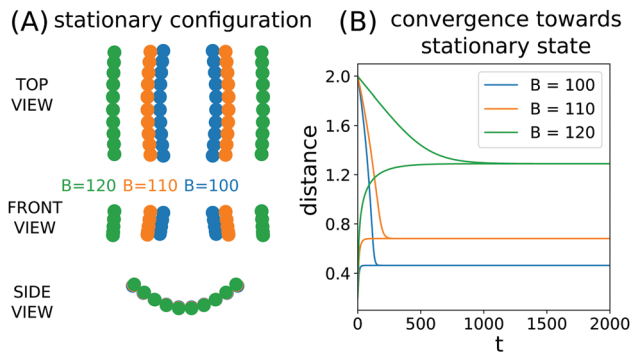 (A) stationary configuration
TOP
VIEW
B=120 B=110 B=100
FRONT
VIEW
SIDE
VIEW
(B) convergence towards
stationary state
B = 100
B = 110
B = 120
distance
2.0
1.6
1.2
0.8
0.4
0 500 1000 1500 2000
t